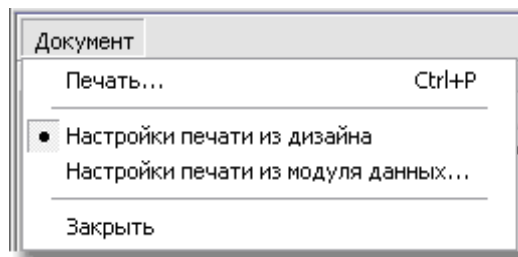 Документ
Печать... Ctrl+P
Настройки печати из дизайна
Настройки печати из модуля данных...
Закрыть